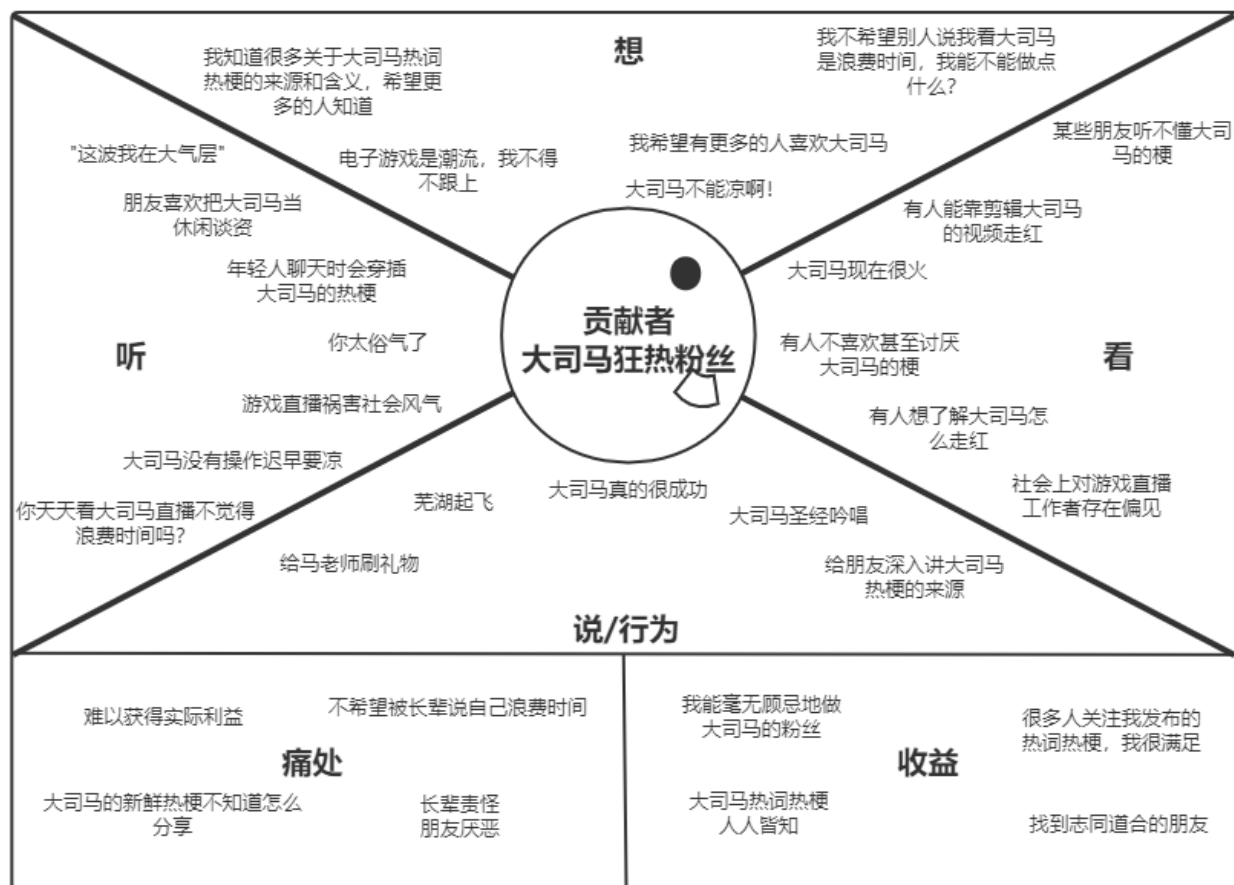 想
我知道很多关于大司马热词
热梗的来源和含义，希望更
多的人知道
电子游戏是潮流，我不得
不跟上
我不希望别人说我看大司马
是浪费时间，我能不能做点
什么？
我希望有更多的人喜欢大司马
大司马不能凉啊！
听
"这波我在大气层"
朋友喜欢把大司马当
休闲谈资
年轻人聊天时会穿插
大司马的热梗
你太俗气了
游戏直播祸害社会风气
大司马没有操作迟早要凉
你天天看大司马直播不觉得
浪费时间吗？
贡献者
大司马狂热粉丝
看
某些朋友听不懂大司
马的梗
有人能靠剪辑大司马
的视频走红
大司马现在很火
有人不喜欢甚至讨厌
大司马的梗
有人想了解大司马怎
么走红
社会上对游戏直播
工作者存在偏见
芜湖起飞
大司马真的很成功
大司马圣经吟唱
给马老师刷礼物
给朋友深入讲大司马
热梗的来源
说/行为
难以获得实际利益
不希望被长辈说自己浪费时间
痛处
大司马的新鲜热梗不知道怎么
分享
长辈责怪
朋友厌恶
我能毫无顾忌地做
大司马的粉丝
很多人关注我发布的
热词热梗，我很满足
收益
大司马热词热梗
人人皆知
找到志同道合的朋友